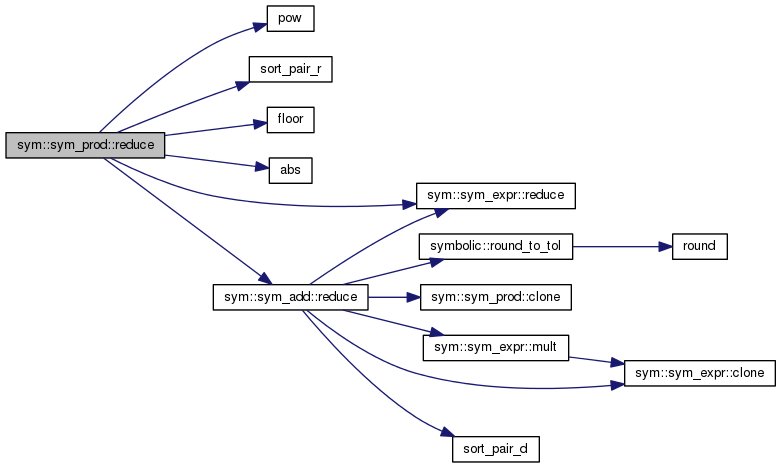 pow
sort_pair_r
floor
sym::sym_prod::reduce
abs
sym::sym_expr::reduce
symbolic::round_to_tol
round
sym::sym_add::reduce
sym::sym_prod::clone
sym::sym_expr::mult
sym::sym_expr::clone
sort_pair_d